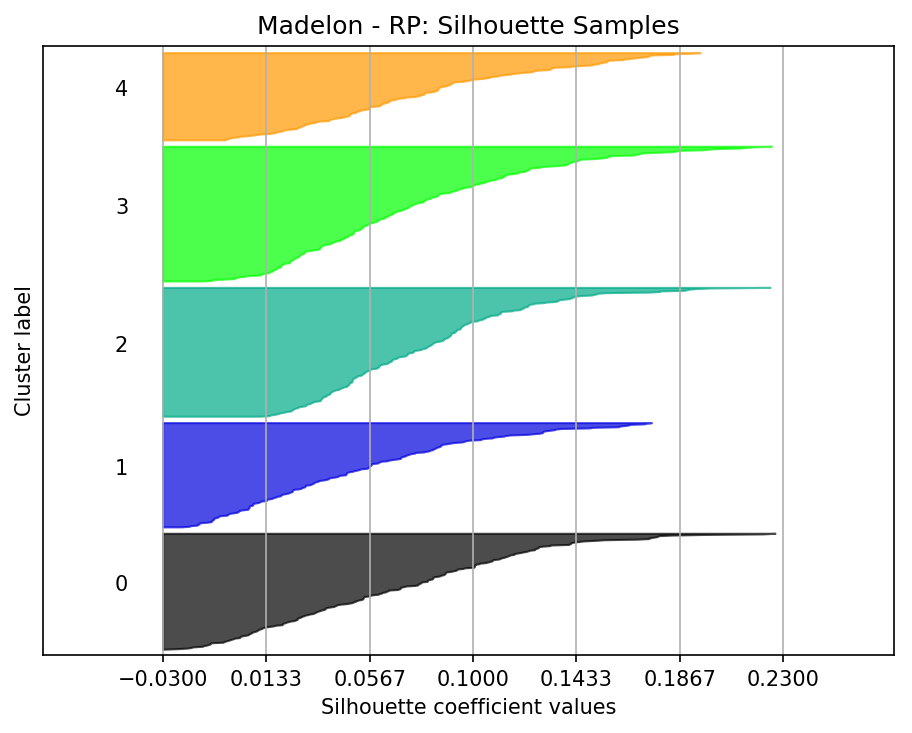 Madelon - RP: Silhouette Samples
4
3
2
1
0
Cluster label
−0.0300 0.0133 0.0567 0.1000 0.1433 0.1867 0.2300
Silhouette coefficient values